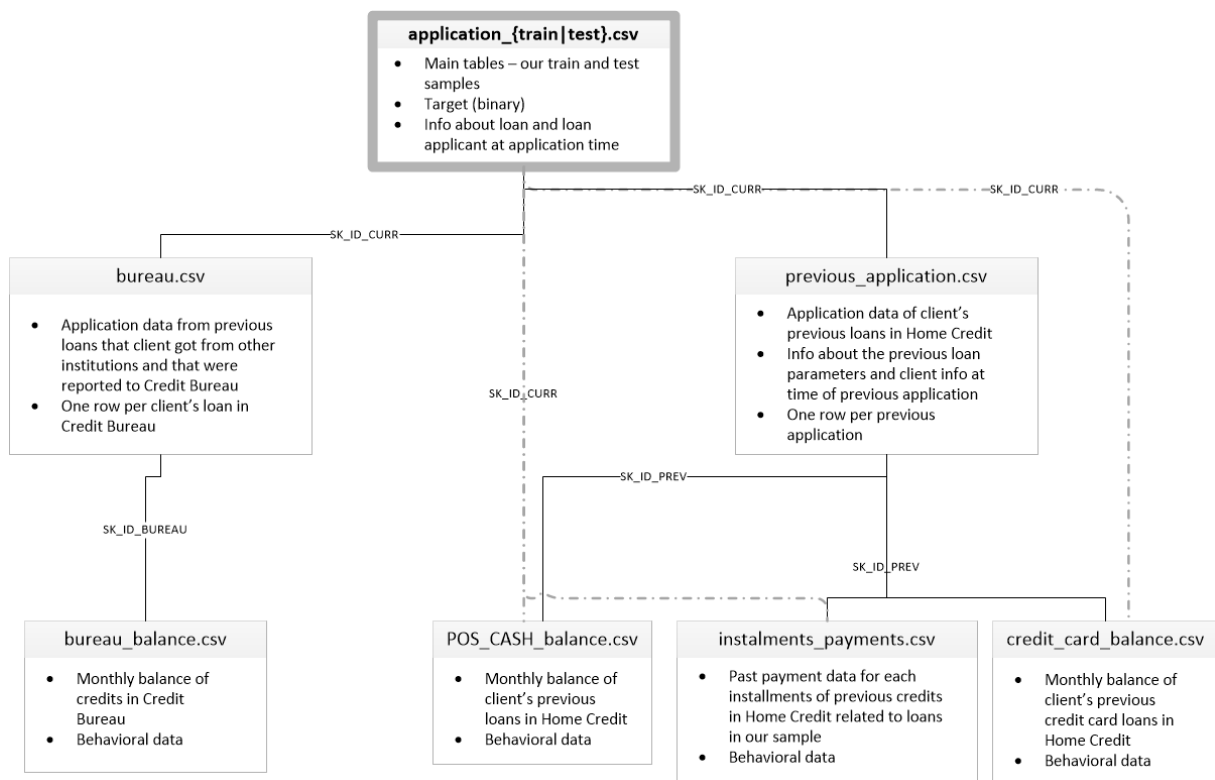 application_{train|test}.csv
• Main tables – our train and test
samples
• Target (binary)
• Info about loan and loan
applicant at application time
SK_ID_CURR
SK_ID_CURR
SK_ID_CURR
bureau.csv
• Application data from previous
loans that client got from other
institutions and that were
reported to Credit Bureau
• One row per client's loan in
Credit Bureau
previous_application.csv
• Application data of client's
previous loans in Home Credit
• Info about the previous loan
parameters and client info at
time of previous application
• One row per previous
application
SK_ID_CURR
SK_ID_PREV
SK_ID_BUREAU
SK_ID_PREV
bureau_balance.csv
• Monthly balance of
credits in Credit
Bureau
• Behavioral data
POS_CASH_balance.csv
• Monthly balance of
client's previous
loans in Home Credit
• Behavioral data
instalments_payments.csv
• Past payment data for each
installments of previous credits
in Home Credit related to loans
in our sample
• Behavioral data
credit_card_balance.csv
• Monthly balance of
client's previous
credit card loans in
Home Credit
• Behavioral data